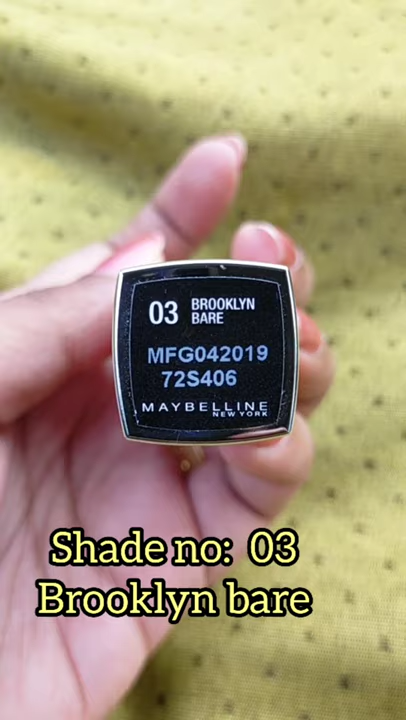 03 BROOKLYN
BARE
MFG042019
72S406
MAYBELLINE
NEW YORK
Shade no: 03
Brooklyn bare